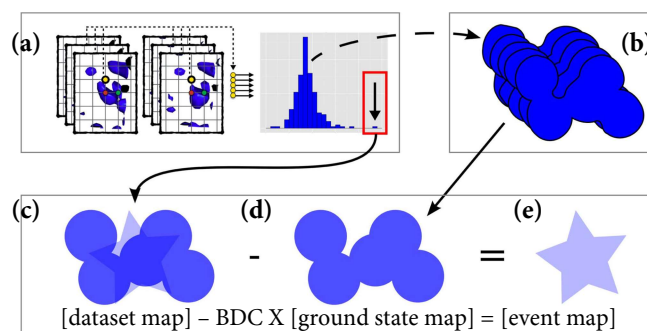 (a)
(b)
(c)
(d)
(e)
-
=
[dataset map] – BDC X [ground state map] = [event map]